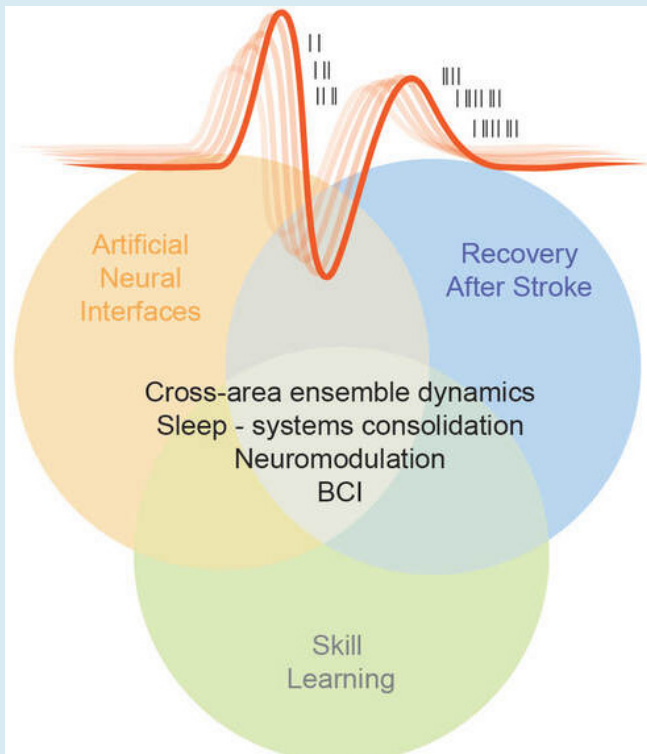 Artificial
Neural
Interfaces
Recovery
After Stroke
Cross-area ensemble dynamics
Sleep - systems consolidation
Neuromodulation
BCI
Skill
Learning